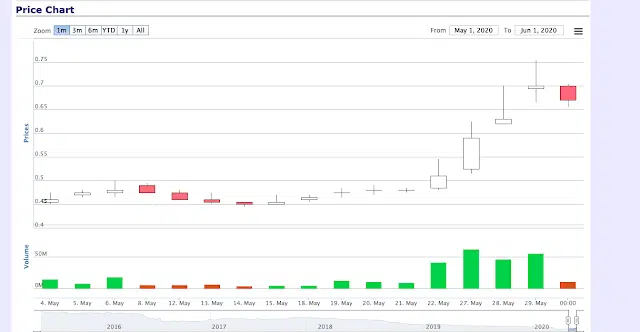 Price Chart
Zoom 1m 3m 6m YTD 1y All From May 1, 2020 To Jun 1, 2020
0.75
0.7
0.65
0.6
0.55
0.5
0.45
0.4
Prices
50M
0M
Volume
4. May 5. May 6. May 8. May 12. May 13. May 14. May 15. May 18. May 19. May 20. May 21. May 22. May 27. May 28. May 29. May 00:00
2016 2017 2018 2019 2020